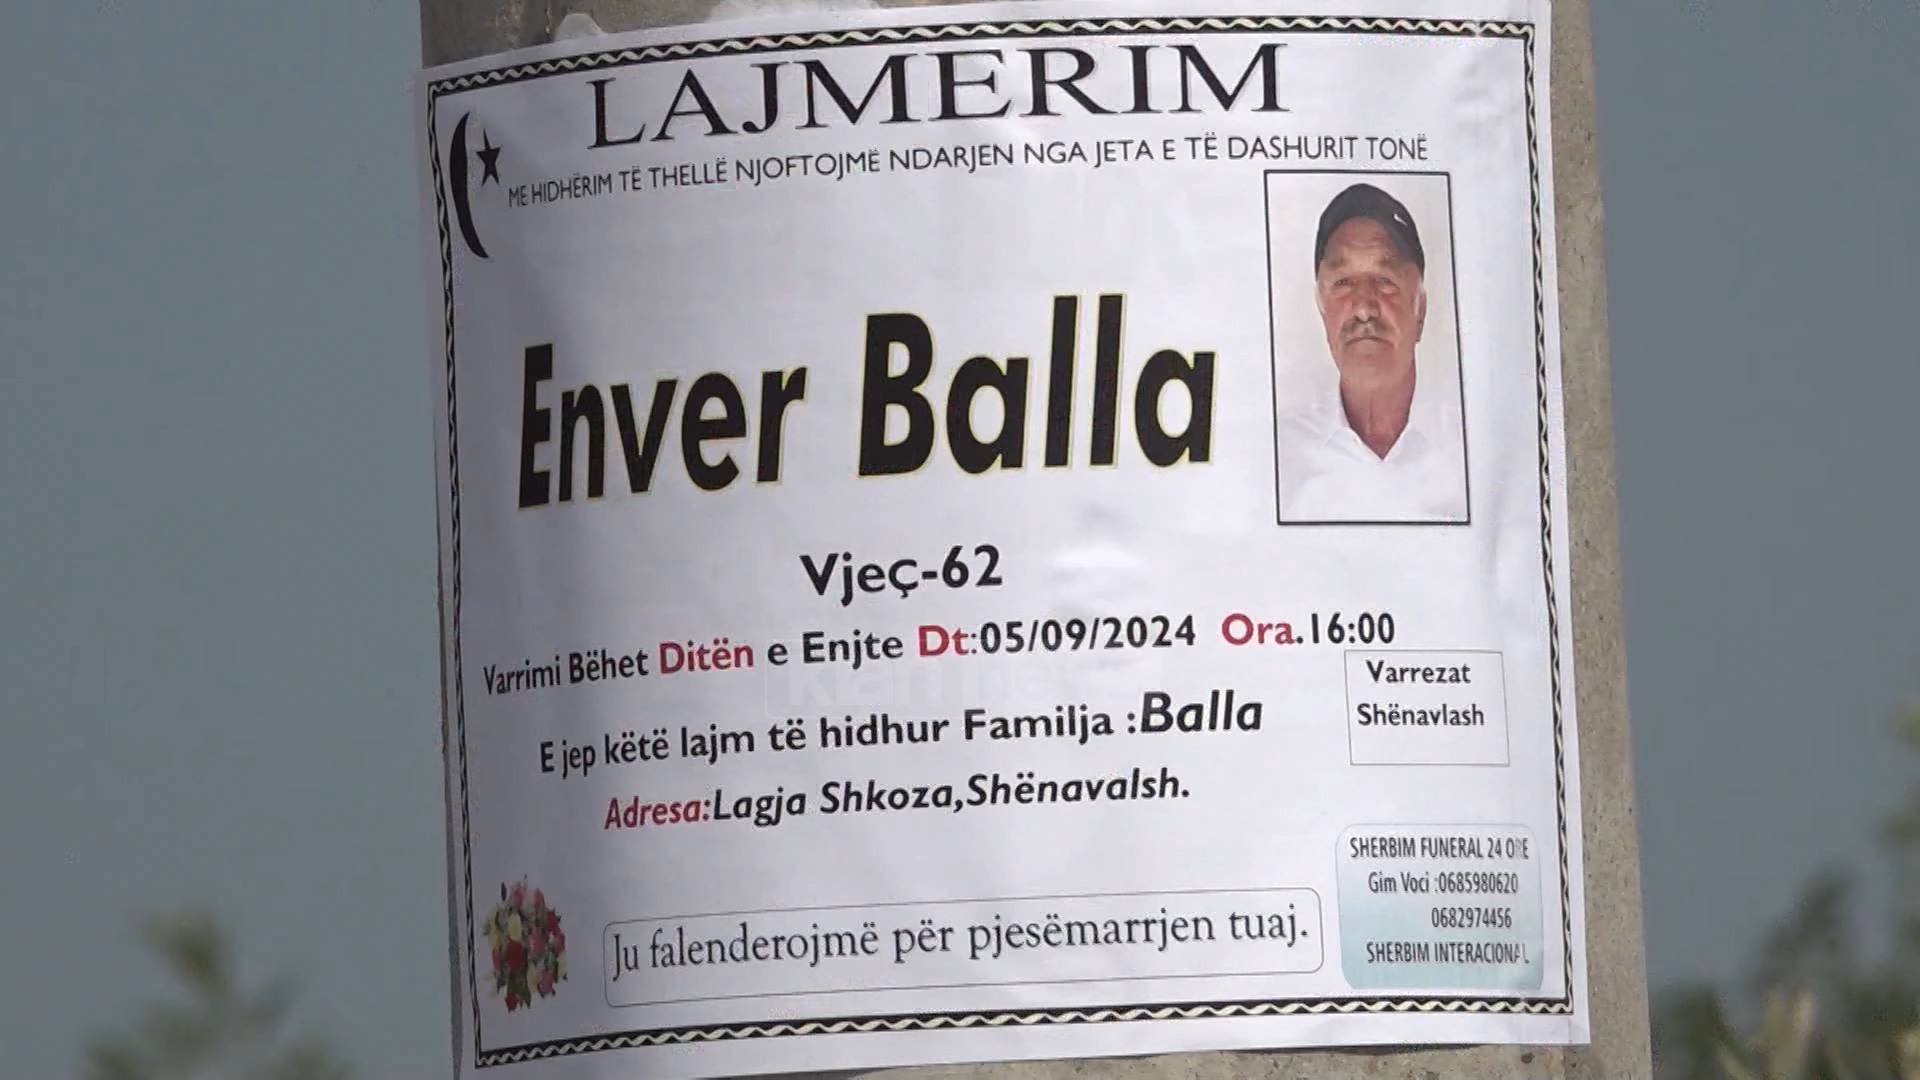 LAJMERIM
ME HIDHËRIM TË THELLË NJOFTOJMË NDARJEN NGA JETA E TË DASHURIT TONË
Enver Balla
Vjeç-62
Varrimi Bëhet Ditën e Enjte Dt:05/09/2024 Ora.16:00
Varrezat
Shënavlash
E jep këtë lajm të hidhur Familja :Balla
Adresa:Lagja Shkoza,Shënavalsh.
SHERBIM FUNERAL 24 ORE
Gim Voci :0685980620
0682974456
SHERBIM INTERACIONAL
Ju falenderojmë për pjesëmarrjen tuaj.